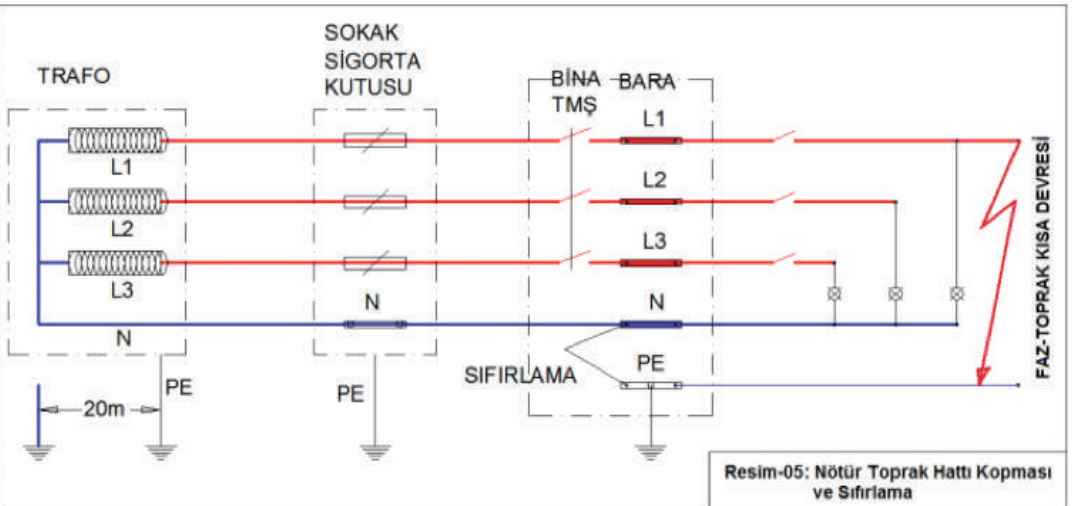 TRAFO
L1
L2
L3
N
PE
20m
SOKAK
SİGORTA
KUTUSU
N
PE
BİNA
TMŞ
BARA
L1
L2
L3
N
PE
SIFIRLAMA
FAZ-TOPRAK KISA DEVRESİ
Resim-05: Nötür Toprak Hattı Kopması
ve Sıfırlama